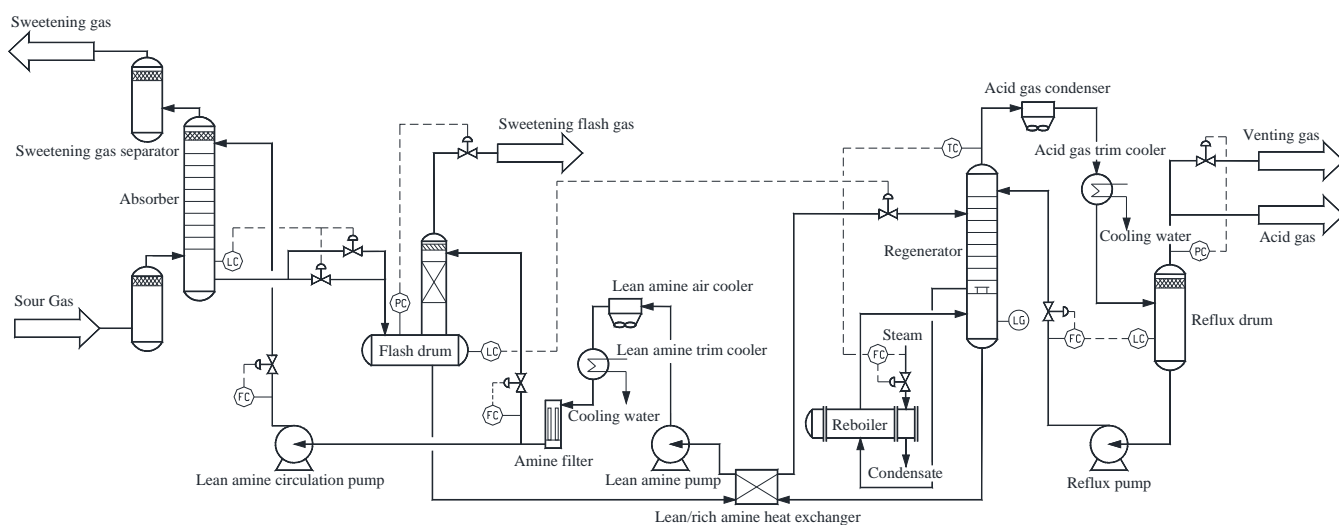 Sweetening gas
Sweetening gas separator
Absorber
LC
Sour Gas
FC
Lean amine circulation pump
Sweetening flash gas
PC
Flash drum
LC
FC
Amine filter
Lean amine air cooler
Lean amine trim cooler
Cooling water
Lean amine pump
Lean/rich amine heat exchanger
TC
Acid gas condenser
Acid gas trim cooler
Cooling water
Regenerator
LG
Steam
FC
Reboiler
Condensate
Venting gas
Acid gas
PC
Reflux drum
FC
LC
Reflux pump